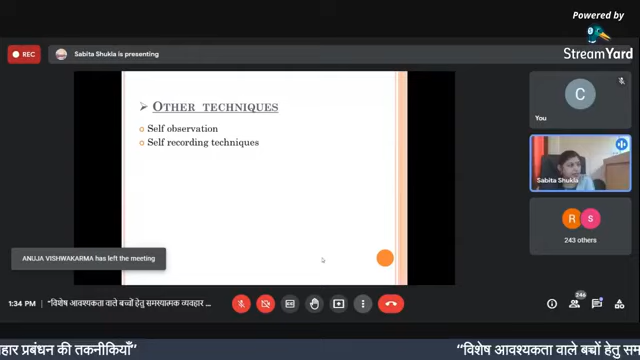 Powered by
StreamYard
REC
Sabita Shukla is presenting
OTHER TECHNIQUES
Self observation
Self recording techniques
C
You
Sabita Shukla
R S
243 others
ANUJA VISHWAKARMA has left the meeting
1:34 PM | "विशेष आवश्यकता वाले बच्चों हेतु समस्यात्मक व्यवहार ...
246
हार प्रबंधन की तकनीकियाँ"
"विशेष आवश्यकता वाले बचों हेतु सम